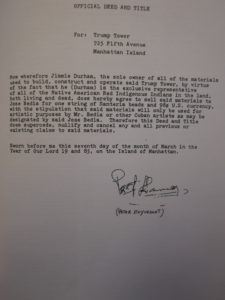 OFFICIAL DEED AND TITLE
For: Trump Tower
725 Fifth Avenue
Manhattan Island
Now wherefore Jimmie Durham, the sole owner of all of the materials
used to build, construct and operate said Trump Tower, by virtue
of the fact that he (Durham) is the exclusive representative
of all of the Native American Red Indigenous Indians in the land,
both living and dead, does hereby agree to sell said materials to
Jose Bedia for one string of Santeria beads and 98¢ U.S. currency,
with the stipulation that said materials will only be used for
artistic purposes by Mr. Bedia or other Cuban Artists as may be
designated by said Jose Bedia. Therefore this Deed and Title
does supercede, nullify and cancel any and all previous or
existing claims to said materials.
Sworn before me this seventh day of the month of March in the
Year of Our Lord 19 and 85, on the Island of Manhattan.